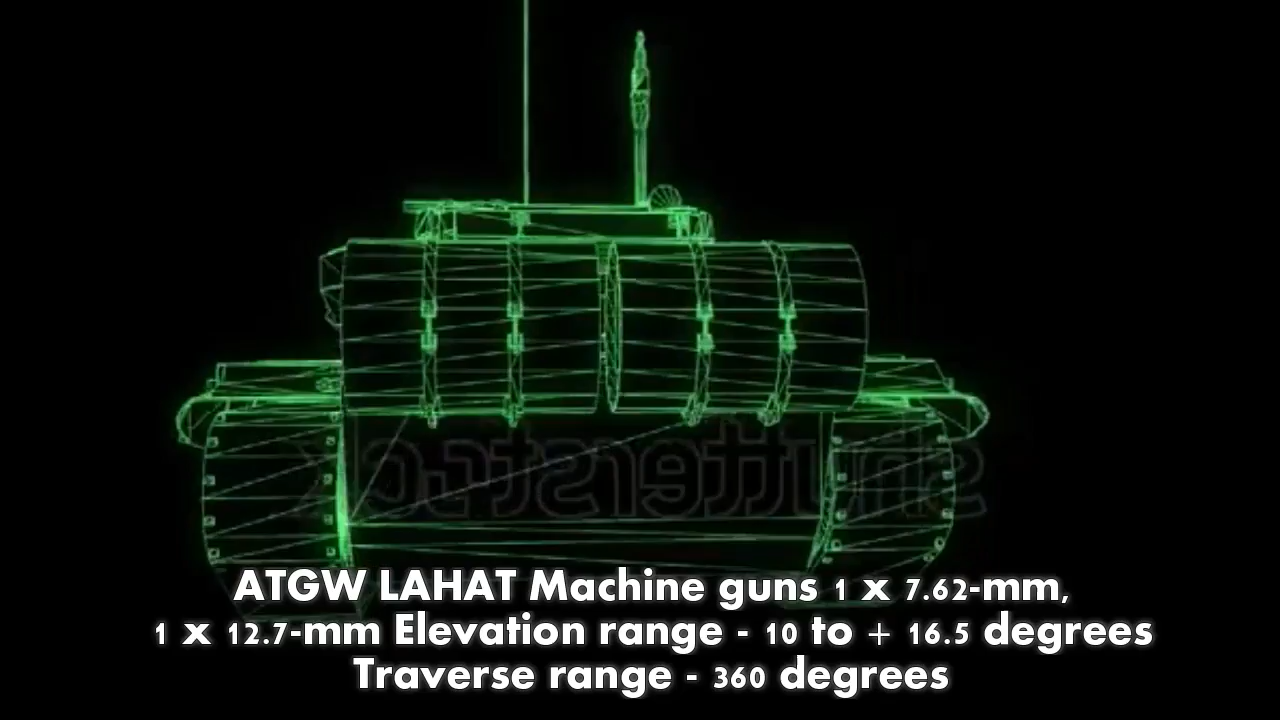 shutterstock
ATGW LAHAT Machine guns 1 x 7.62-mm,
1 x 12.7-mm Elevation range - 10 to + 16.5 degrees
Traverse range - 360 degrees